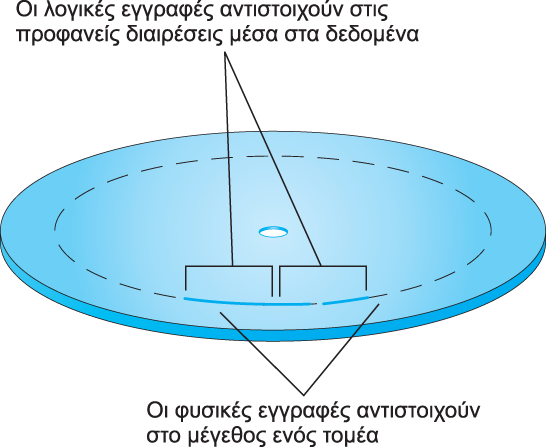 Οι λογικές εγγραφές αντιστοιχούν στις
προφανείς διαιρέσεις μέσα στα δεδομένα
Οι φυσικές εγγραφές αντιστοιχούν
στο μέγεθος ενός τομέα